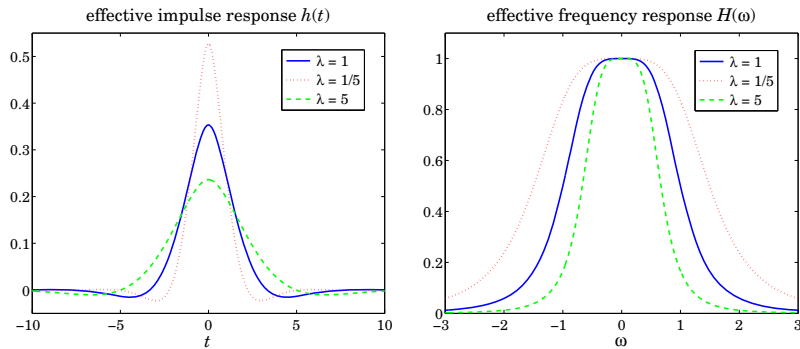 effective impulse response h(t)
0.5
0.4
0.3
0.2
0.1
0
−10
−5
0
5
10
t
λ = 1
λ = 1/5
λ = 5
effective frequency response H(ω)
1
0.8
0.6
0.4
0.2
0
−3
−2
−1
0
1
2
3
ω
λ = 1
λ = 1/5
λ = 5